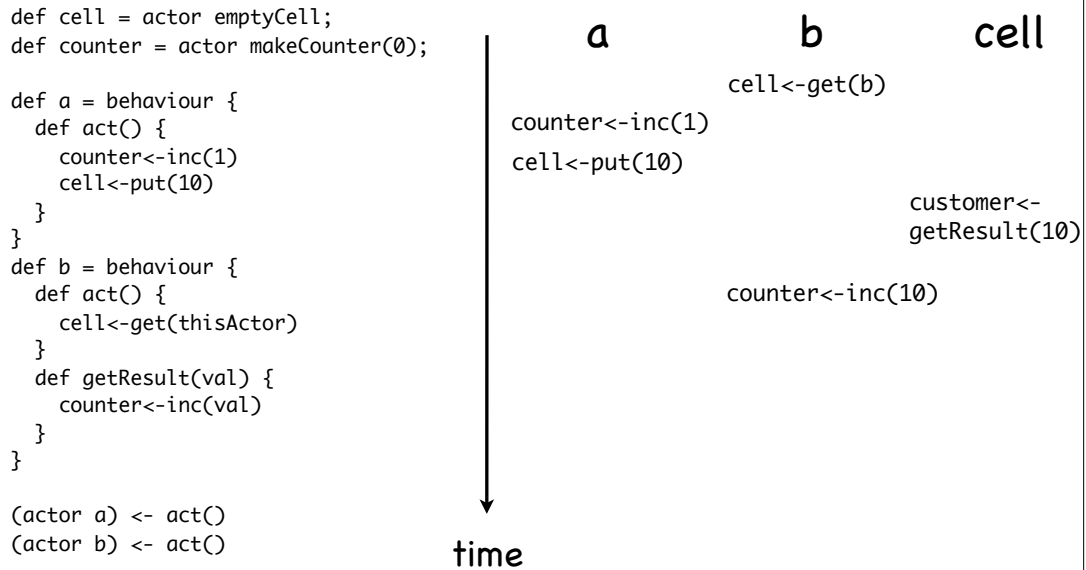 def cell = actor emptyCell;
def counter = actor makeCounter(0);
def a = behaviour {
  def act() {
    counter<-inc(1)
    cell<-put(10)
  }
}
def b = behaviour {
  def act() {
    cell<-get(thisActor)
  }
  def getResult(val) {
    counter<-inc(val)
  }
}
(actor a) <- act()
(actor b) <- act()
a b cell
cell<-get(b)
counter<-inc(1)
cell<-put(10)
customer<-
getResult(10)
counter<-inc(10)
time